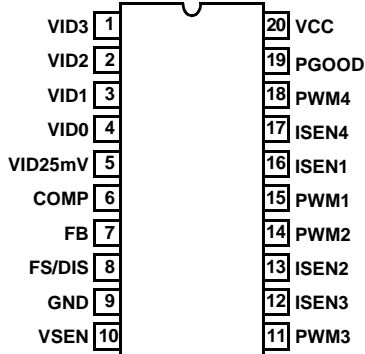 VID3 1 20 VCC
VID2 2 19 PGOOD
VID1 3 18 PWM4
VID0 4 17 ISEN4
VID25mV 5 16 ISEN1
COMP 6 15 PWM1
FB 7 14 PWM2
FS/DIS 8 13 ISEN2
GND 9 12 ISEN3
VSEN 10 11 PWM3